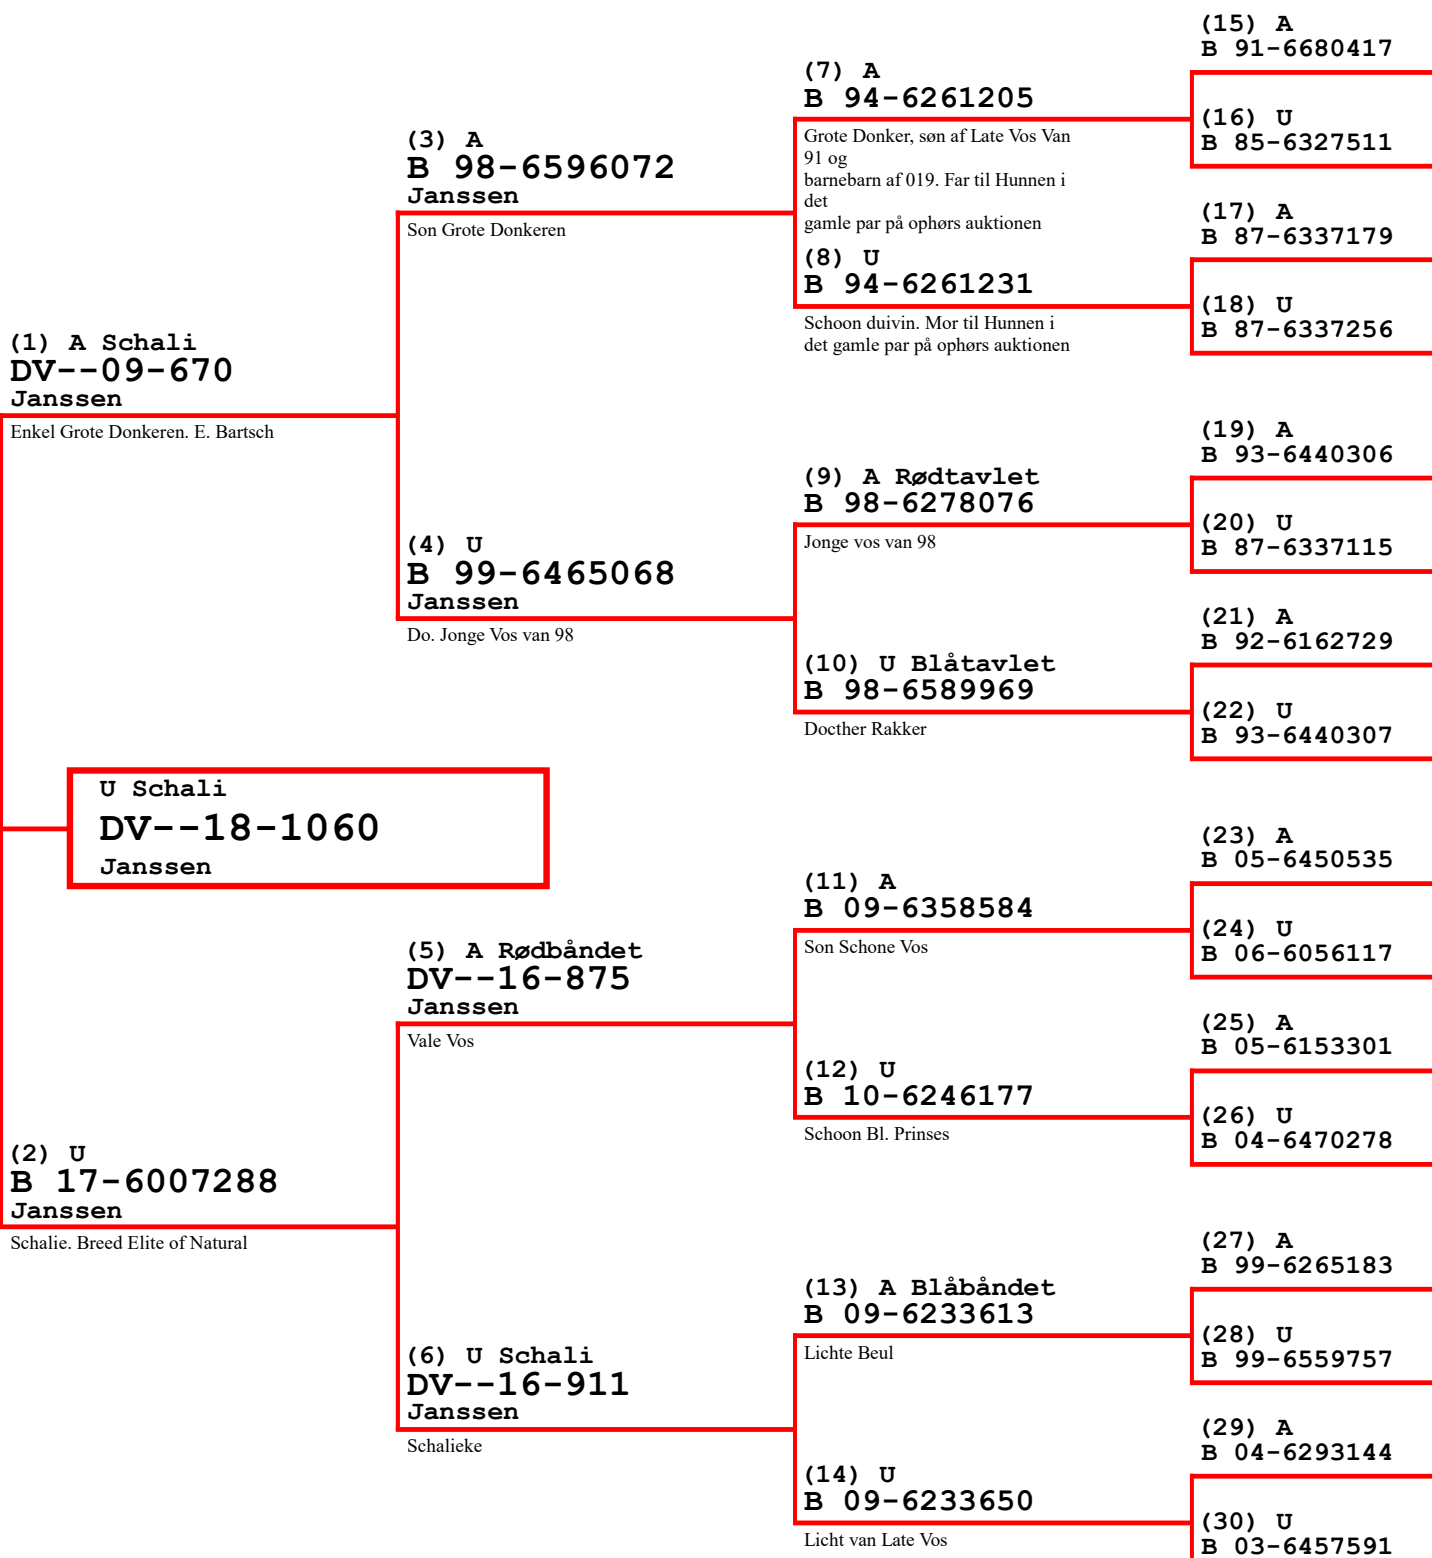 (1) A Schali
DV--09-670
Janssen
Enkel Grote Donkeren. E. Bartsch
U Schali
DV--18-1060
Janssen
(2) U
B 17-6007288
Janssen
Schalie. Breed Elite of Natural
(3) A
B 98-6596072
Janssen
Son Grote Donkeren
(4) U
B 99-6465068
Janssen
Do. Jonge Vos van 98
(5) A Rødbåndet
DV--16-875
Janssen
Vale Vos
(6) U Schali
DV--16-911
Janssen
Schalieke
(7) A
B 94-6261205
Grote Donker, søn af Late Vos Van
91 og
barnebarn af 019. Far til Hunnen i
det
gamle par på ophørs auktionen
(8) U
B 94-6261231
Schoon duivin. Mor til Hunnen i
det gamle par på ophørs auktionen
(9) A Rødtavlet
B 98-6278076
Jonge vos van 98
(10) U Blåtavlet
B 98-6589969
Docther Rakker
(11) A
B 09-6358584
Son Schone Vos
(12) U
B 10-6246177
Schoon Bl. Prinses
(13) A Blåbåndet
B 09-6233613
Lichte Beul
(14) U
B 09-6233650
Licht van Late Vos
(15) A
B 91-6680417
(16) U
B 85-6327511
(17) A
B 87-6337179
(18) U
B 87-6337256
(19) A
B 93-6440306
(20) U
B 87-6337115
(21) A
B 92-6162729
(22) U
B 93-6440307
(23) A
B 05-6450535
(24) U
B 06-6056117
(25) A
B 05-6153301
(26) U
B 04-6470278
(27) A
B 99-6265183
(28) U
B 99-6559757
(29) A
B 04-6293144
(30) U
B 03-6457591